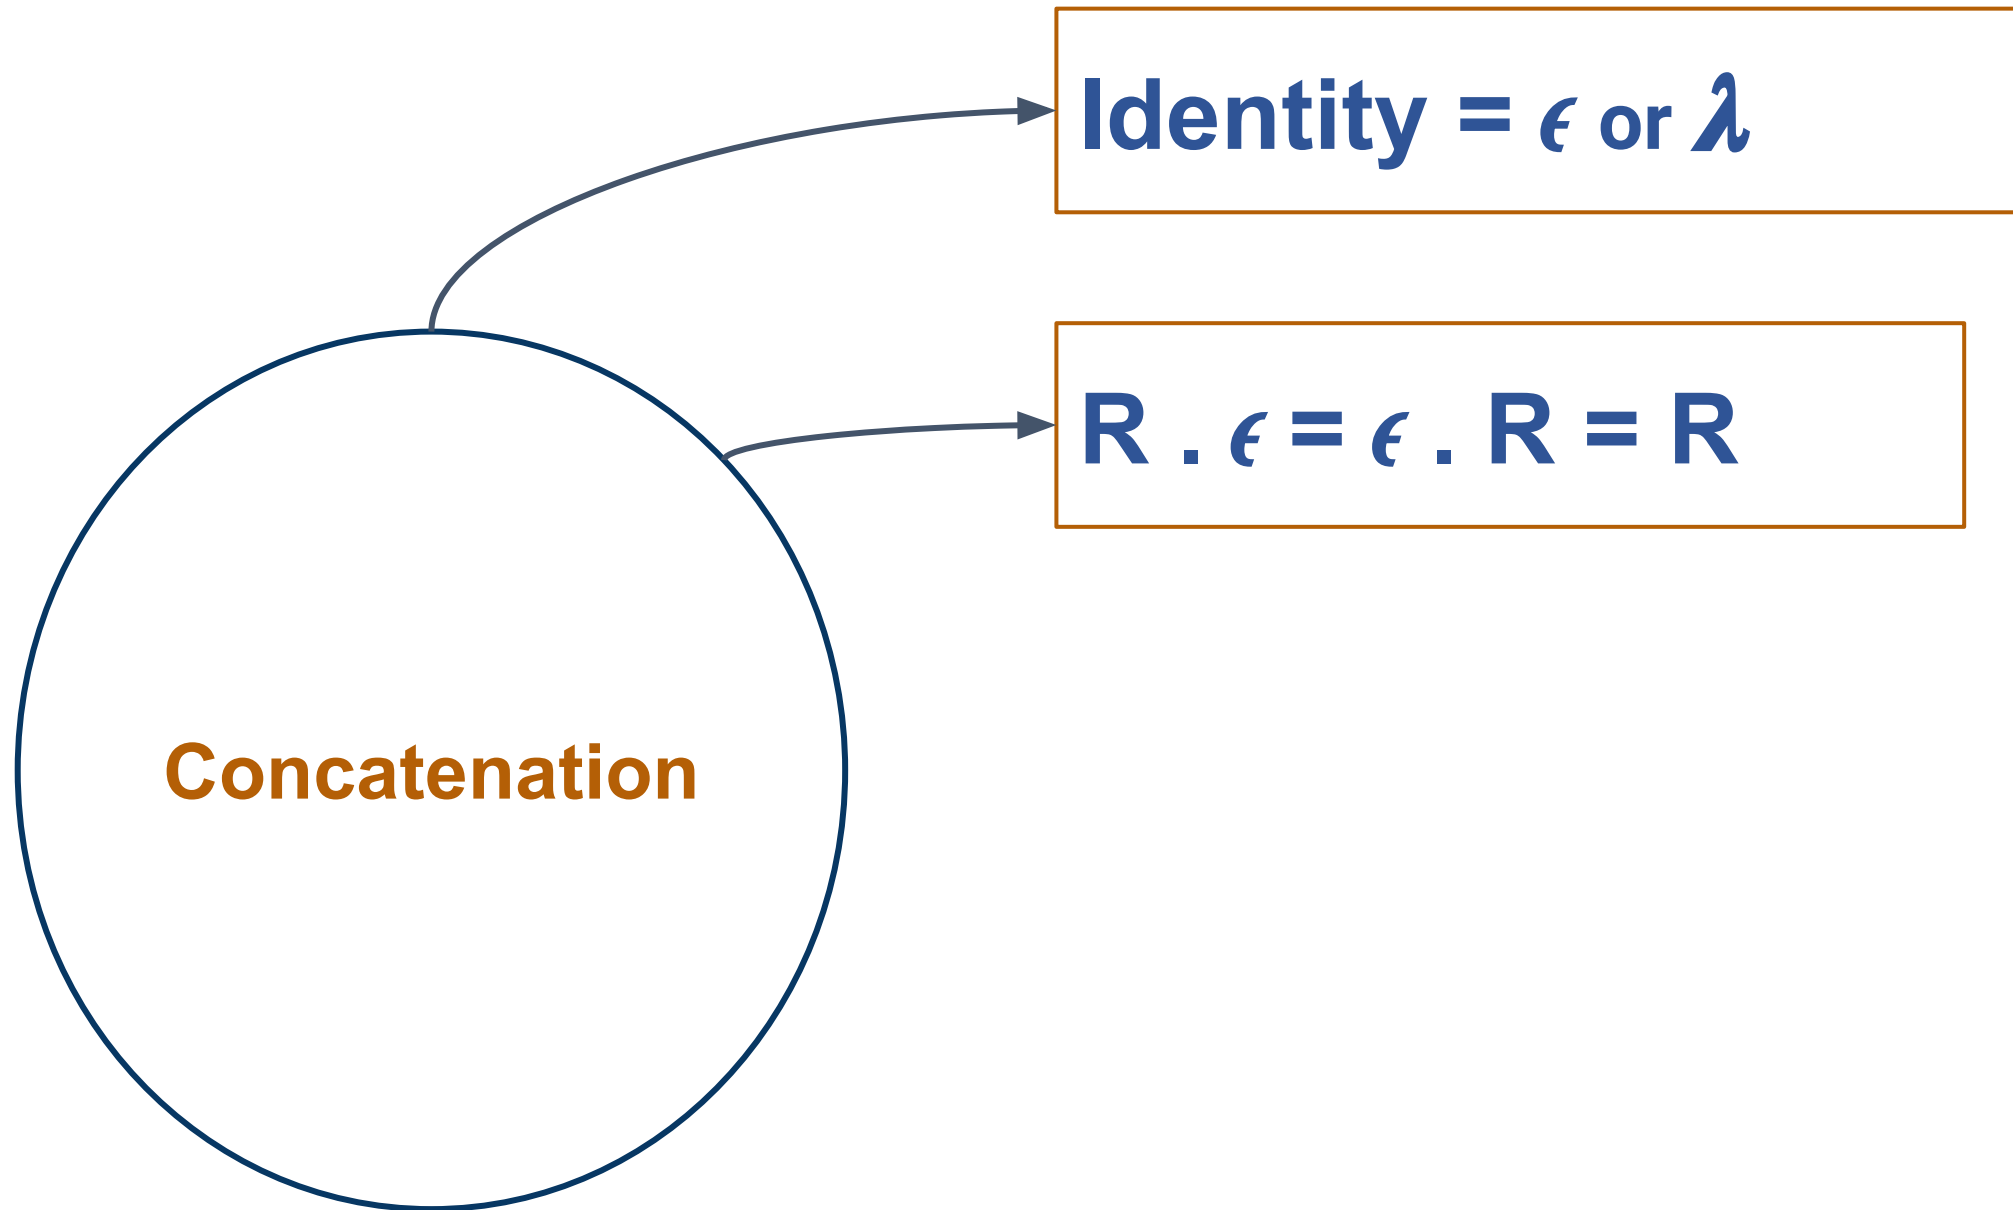 Identity = ϵ or λ
R . ϵ = ϵ . R = R
Concatenation